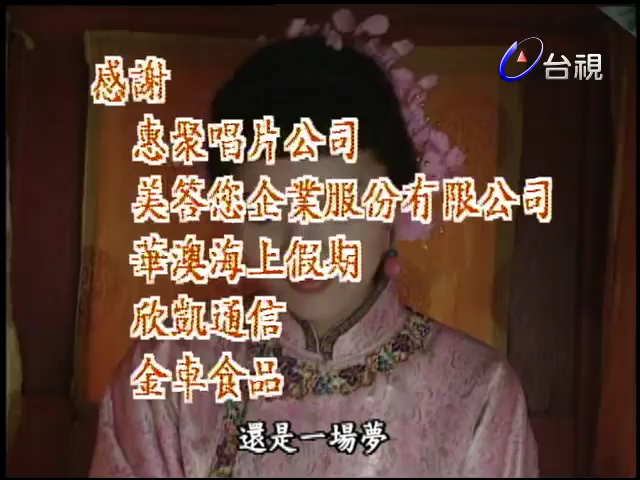 台視
感謝
惠聚唱片公司
美答您企業服份有限公司
華澳海上假期
欣凱通信
金車食品
還是一場夢